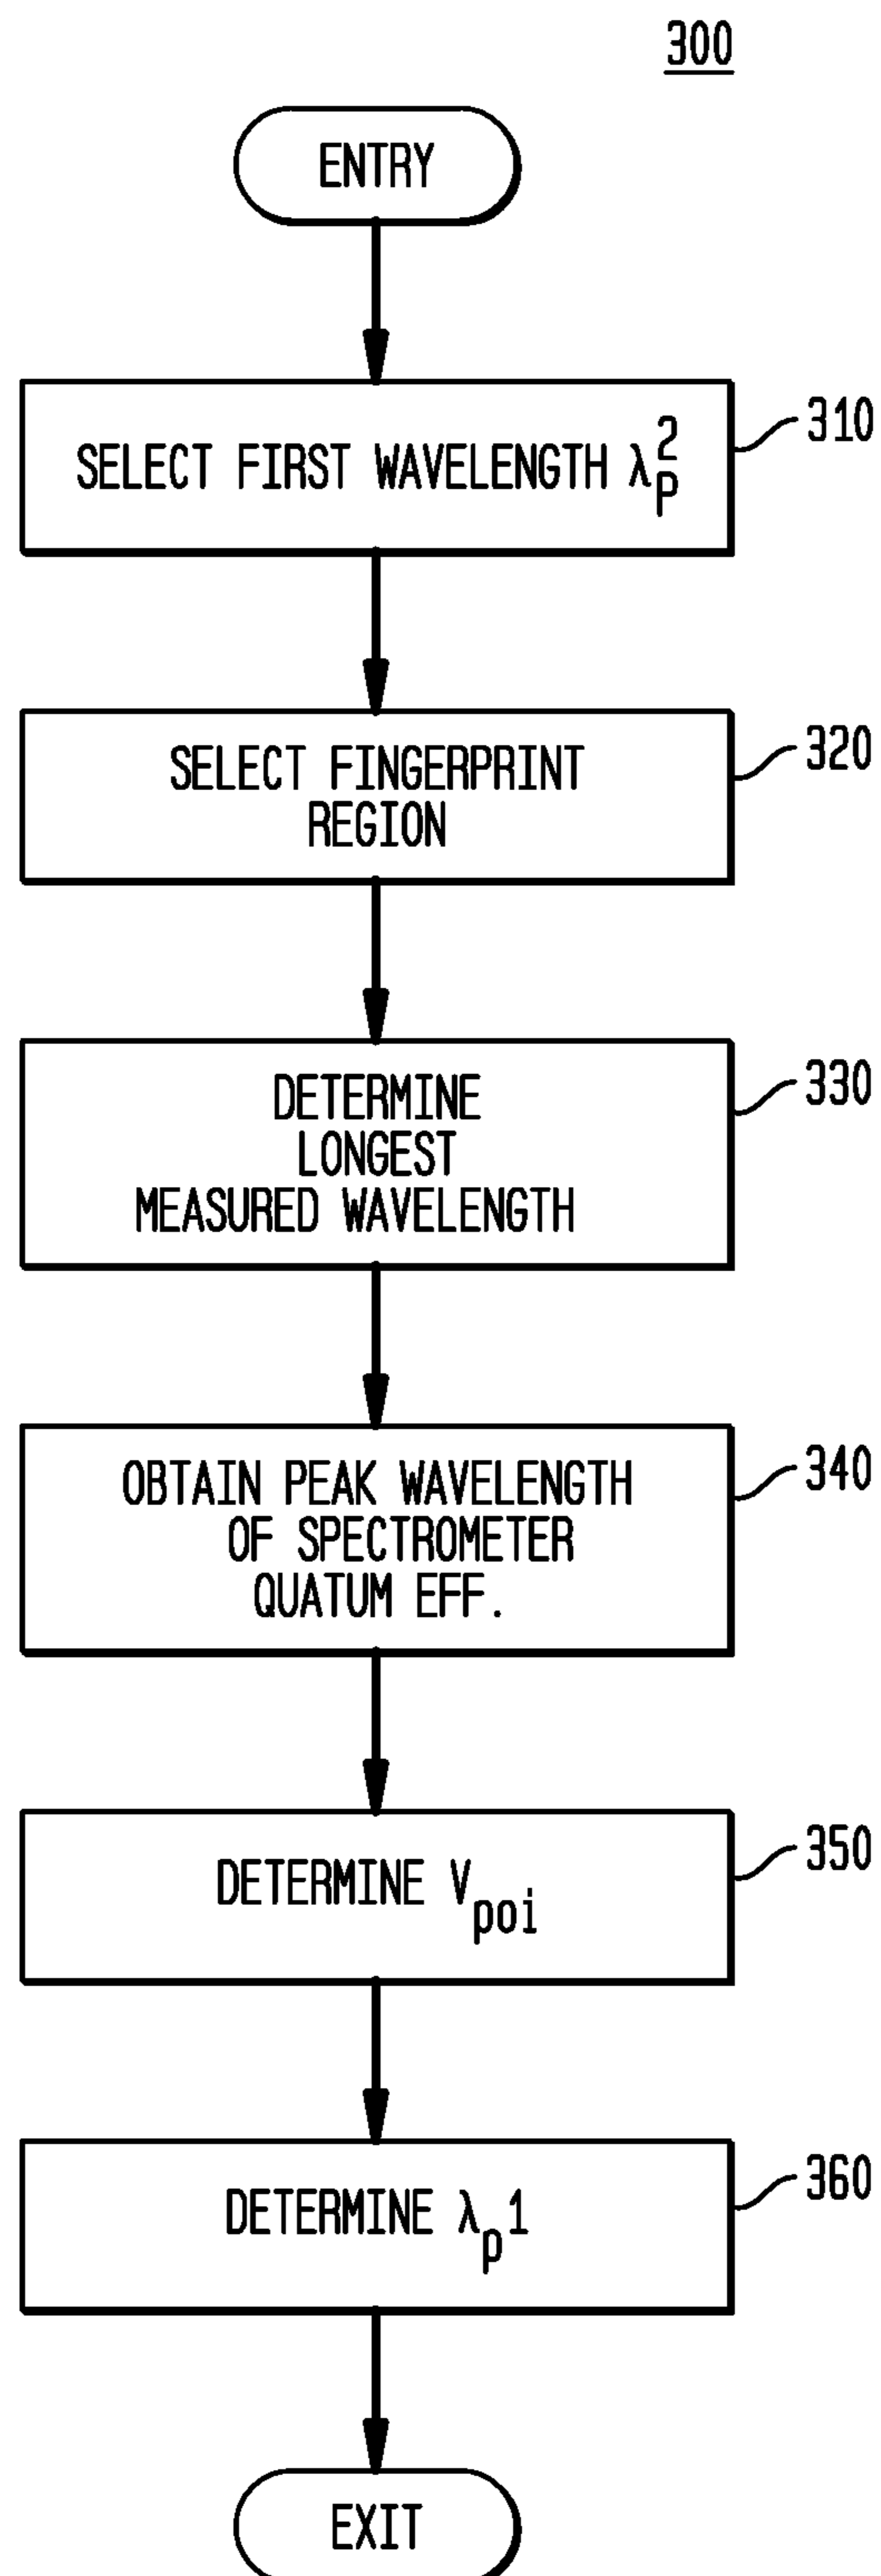 300
ENTRY
SELECT FIRST WAVELENGTH λ²ₚ
310
SELECT FINGERPRINT
REGION
320
DETERMINE
LONGEST
MEASURED WAVELENGTH
330
OBTAIN PEAK WAVELENGTH
OF SPECTROMETER
QUATUM EFF.
340
DETERMINE Vpoi
350
DETERMINE λp1
360
EXIT